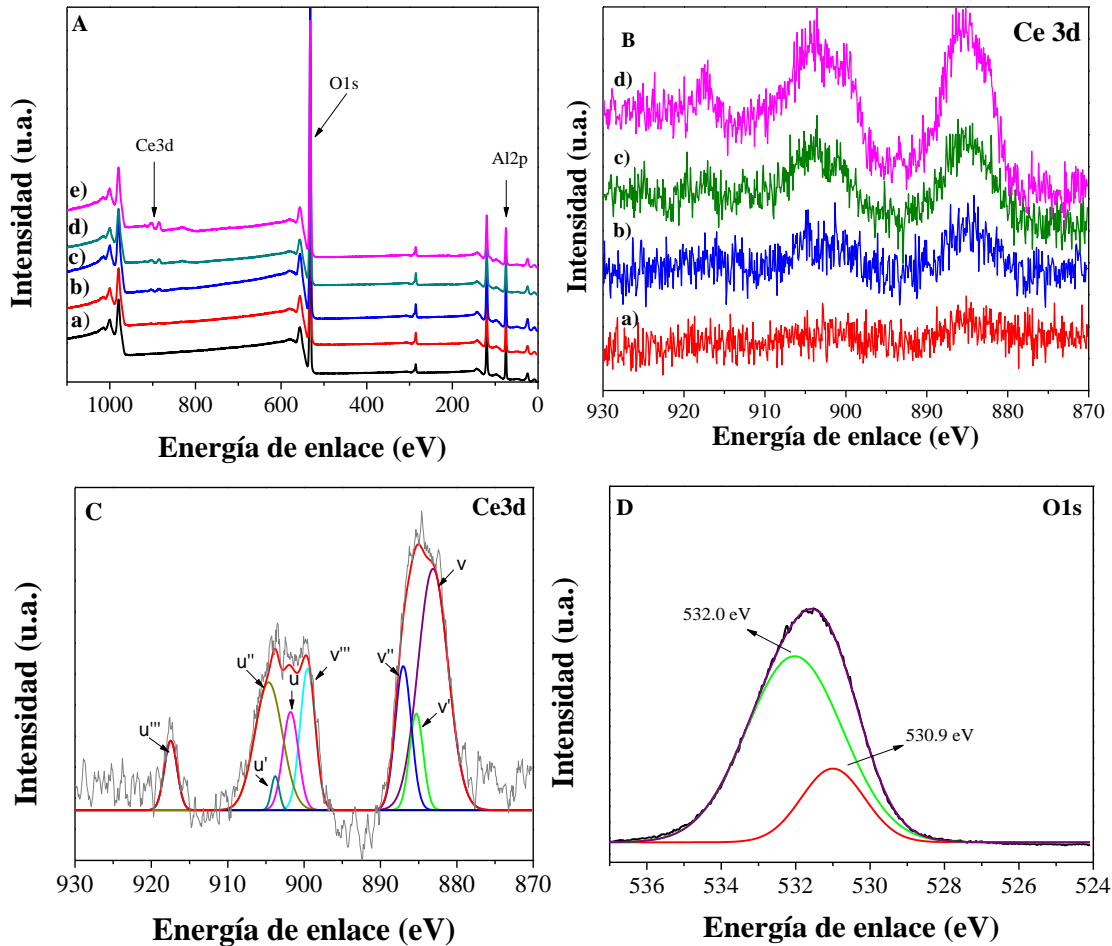 A
O1s
Ce3d
Al2p
e)
d)
c)
b)
a)
1000 800 600 400 200 0
Energía de enlace (eV)
Intensidad (u.a.)
B
Ce 3d
d)
c)
b)
a)
930 920 910 900 890 880 870
Energía de enlace (eV)
Intensidad (u.a.)
C
Ce3d
v
u''
u
v'''
v''
v'
u'''
u'
930 920 910 900 890 880 870
Energía de enlace (eV)
Intensidad (u.a.)
D
O1s
532.0 eV
530.9 eV
536 534 532 530 528 526 524
Energía de enlace (eV)
Intensidad (u.a.)